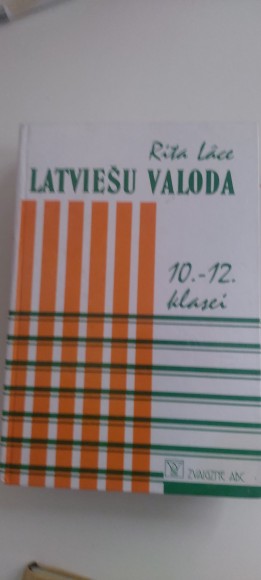 Rita Lāce
LATVIEŠU VALODA
10.-12.
klasei
ZVAIGZNE ABC